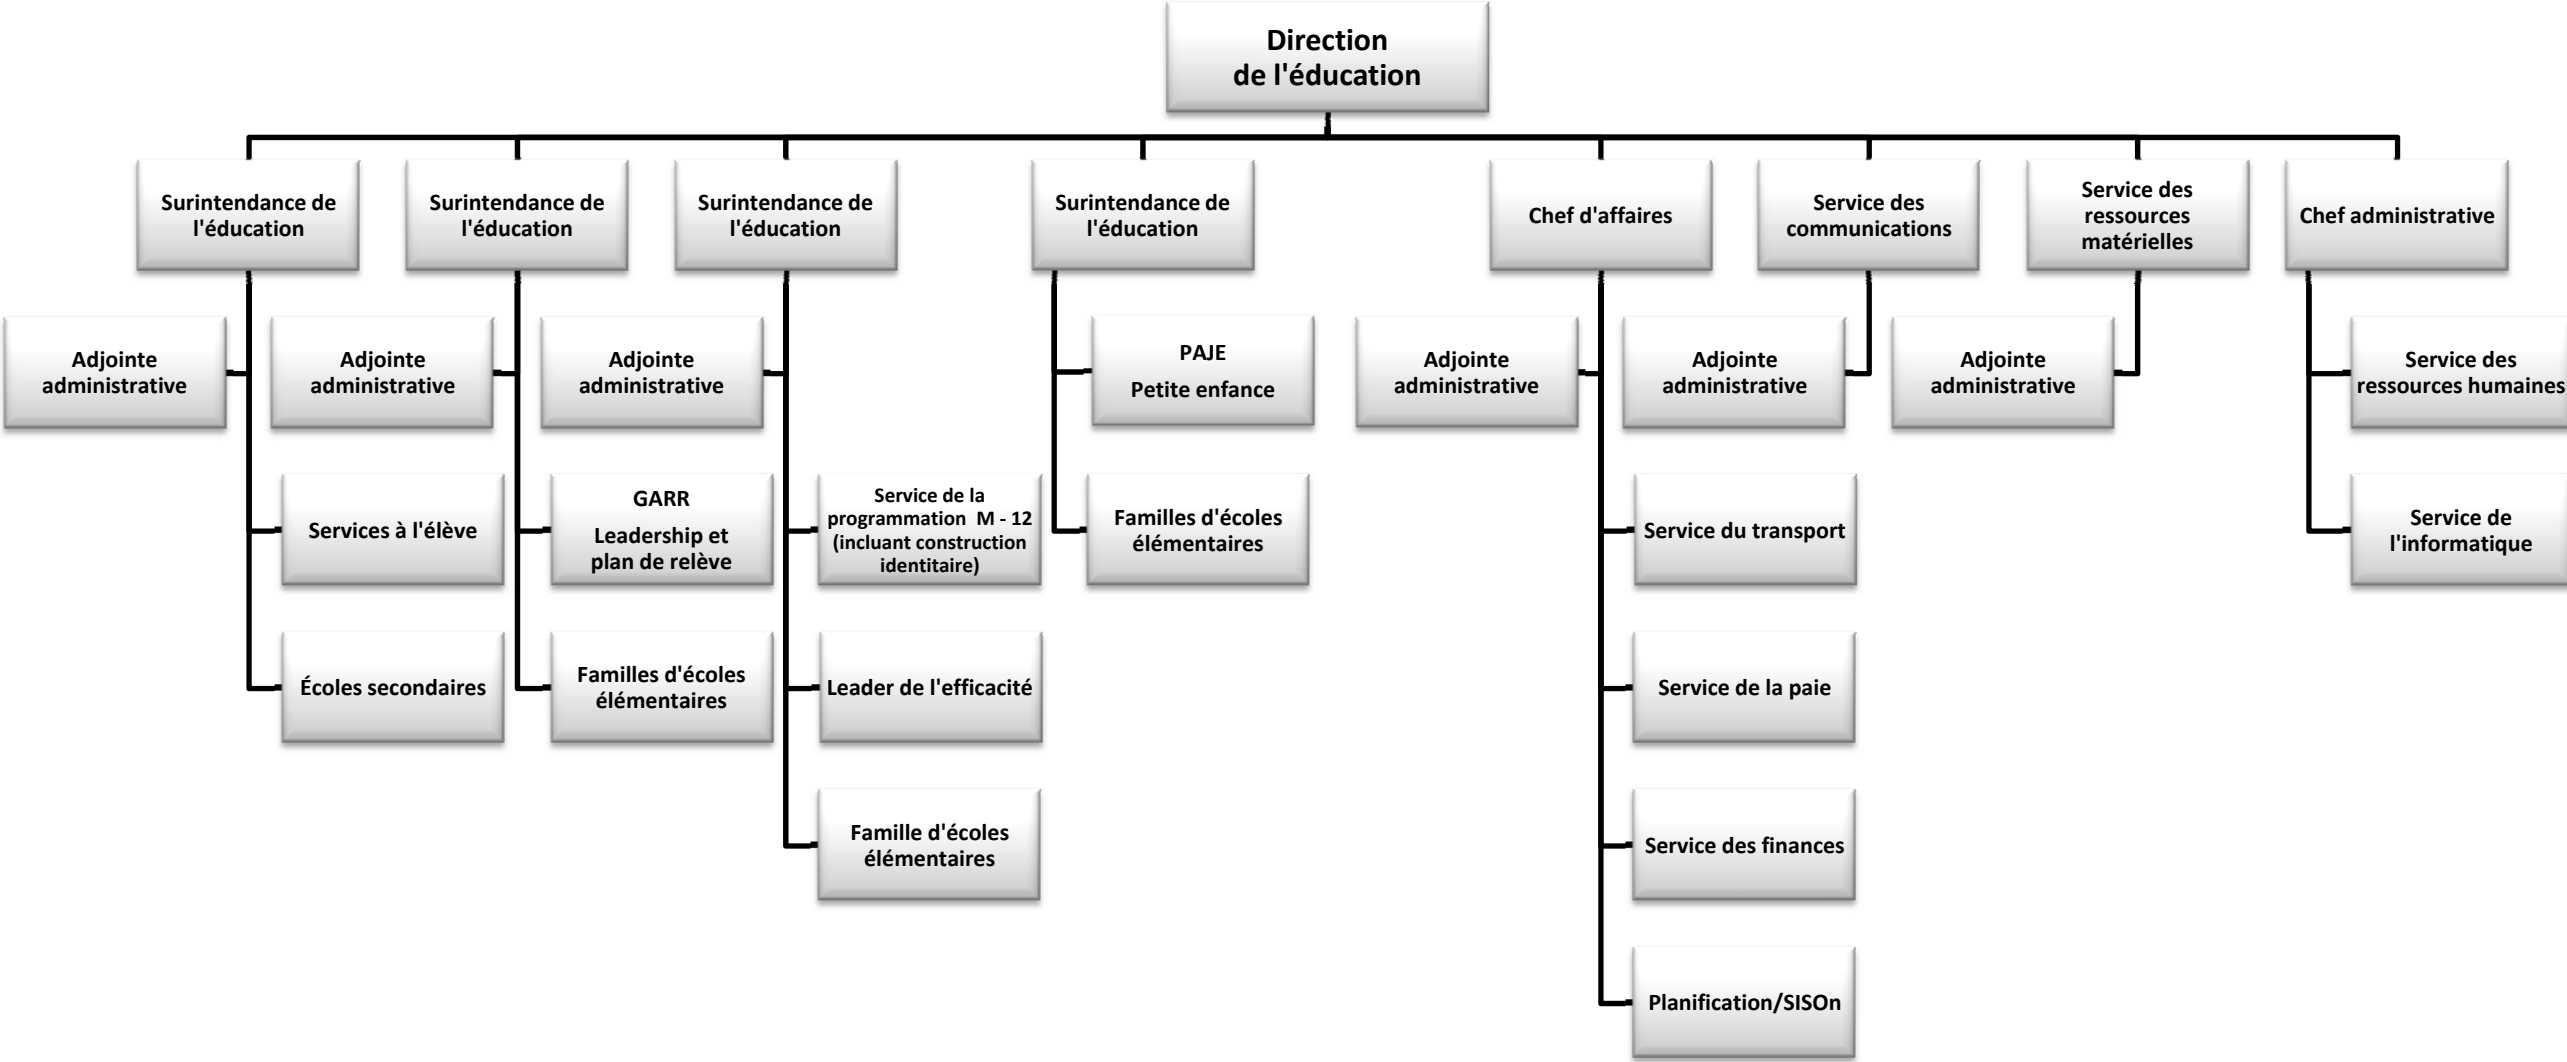 Direction
de l'éducation
Surintendance de
l'éducation
Surintendance de
l'éducation
Surintendance de
l'éducation
Surintendance de
l'éducation
Chef d'affaires
Service des
communications
Service des
ressources
matérielles
Chef administrative
Adjointe
administrative
Adjointe
administrative
Adjointe
administrative
PAJE
Petite enfance
Adjointe
administrative
Adjointe
administrative
Adjointe
administrative
Service des
ressources humaines
Services à l'élève
GARR
Leadership et
plan de relève
Service de la
programmation M - 12
(incluant construction
identitaire)
Familles d'écoles
élémentaires
Service du transport
Service de
l'informatique
Écoles secondaires
Familles d'écoles
élémentaires
Leader de l'efficacité
Service de la paie
Famille d'écoles
élémentaires
Service des finances
Planification/SISOn